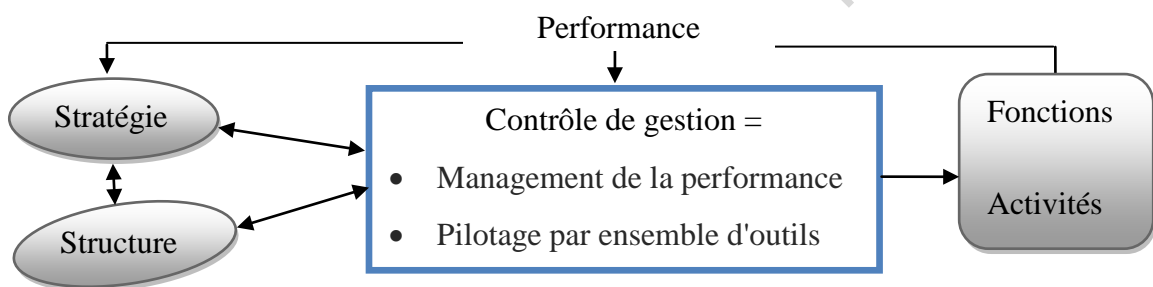 Performance
Stratégie
Structure
Contrôle de gestion =
• Management de la performance
• Pilotage par ensemble d'outils
Fonctions
Activités